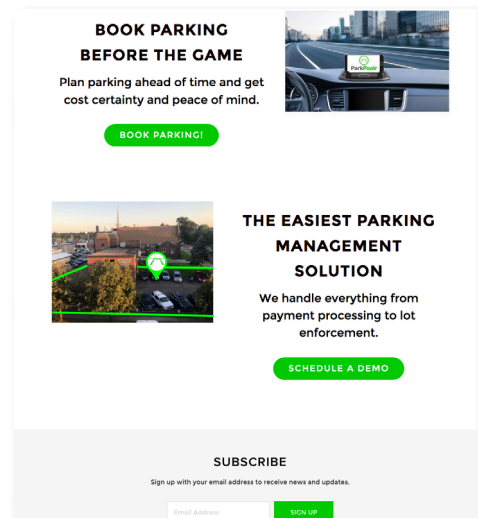 BOOK PARKING
BEFORE THE GAME
Plan parking ahead of time and get
cost certainty and peace of mind.
BOOK PARKING!
ParkPoolr
THE EASIEST PARKING
MANAGEMENT
SOLUTION
We handle everything from
payment processing to lot
enforcement.
SCHEDULE A DEMO
SUBSCRIBE
Sign up with your email address to receive news and updates.
Email Address
SIGN UP